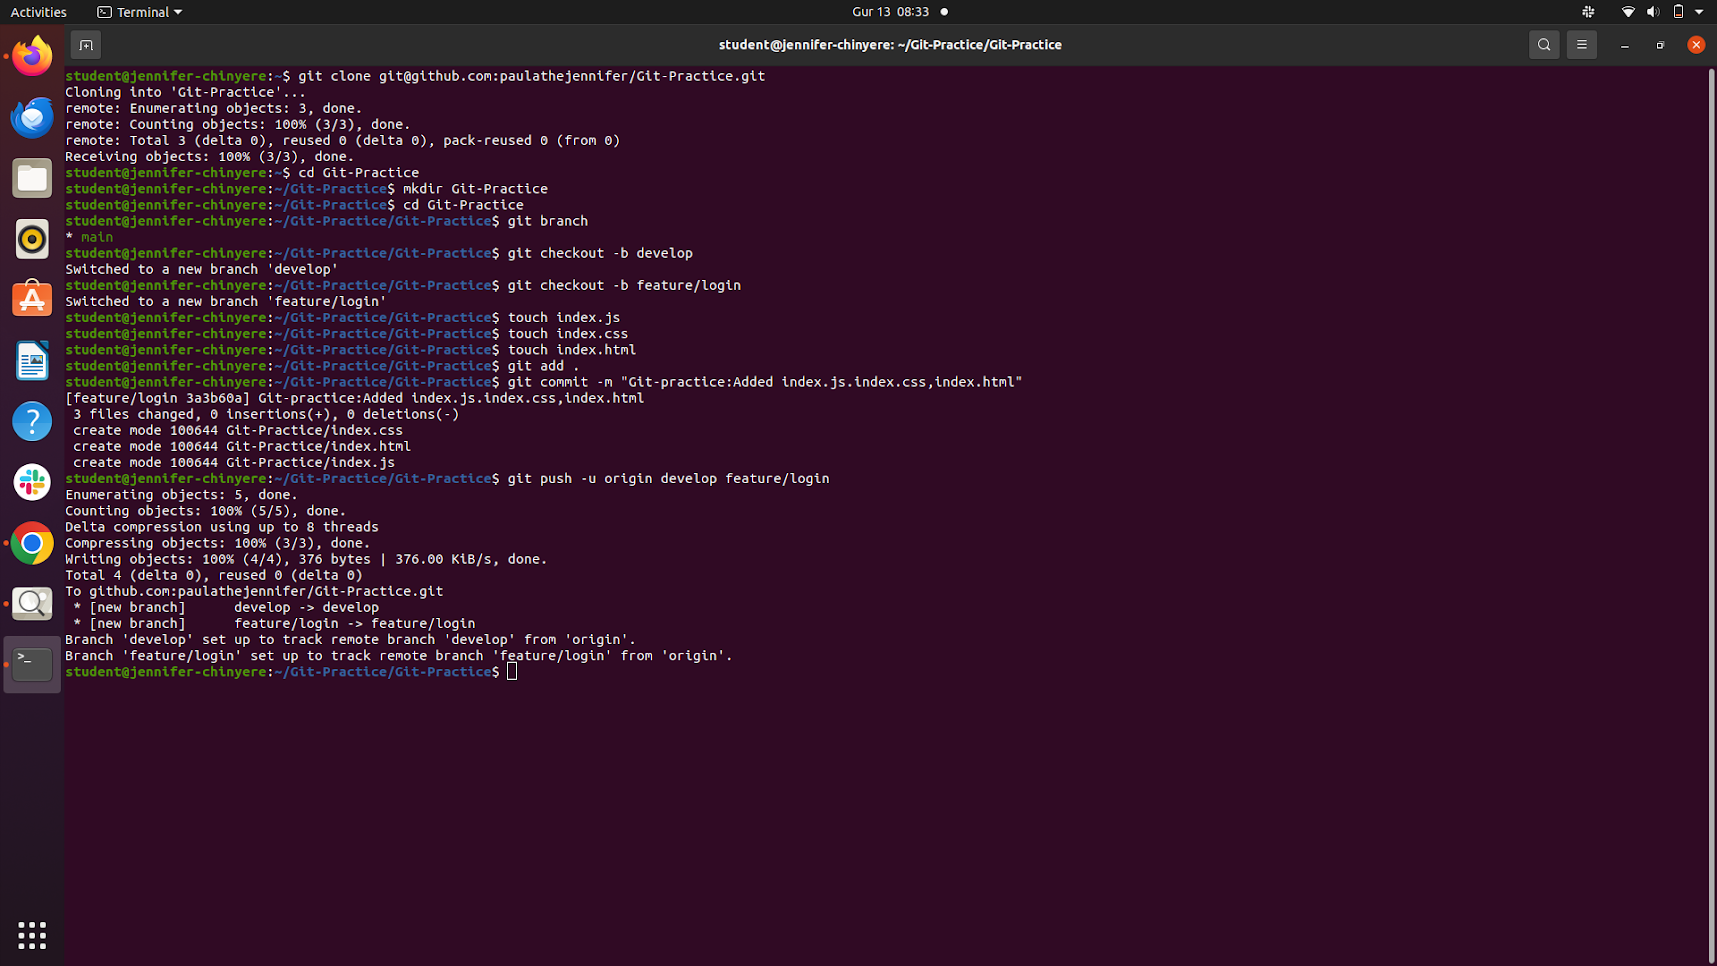 Activities
Terminal
Gur 13 08:33
student@jennifer-chinyere: ~/Git-Practice/Git-Practice
student@jennifer-chinyere:~$ git clone git@github.com:paulathejennifer/Git-Practice.git
Cloning into 'Git-Practice'...
remote: Enumerating objects: 3, done.
remote: Counting objects: 100% (3/3), done.
remote: Total 3 (delta 0), reused 0 (delta 0), pack-reused 0 (from 0)
Receiving objects: 100% (3/3), done.
student@jennifer-chinyere:~$ cd Git-Practice
student@jennifer-chinyere:~/Git-Practice$ mkdir Git-Practice
student@jennifer-chinyere:~/Git-Practice$ cd Git-Practice
student@jennifer-chinyere:~/Git-Practice/Git-Practice$ git branch
* main
student@jennifer-chinyere:~/Git-Practice/Git-Practice$ git checkout -b develop
Switched to a new branch 'develop'
student@jennifer-chinyere:~/Git-Practice/Git-Practice$ git checkout -b feature/login
Switched to a new branch 'feature/login'
student@jennifer-chinyere:~/Git-Practice/Git-Practice$ touch index.js
student@jennifer-chinyere:~/Git-Practice/Git-Practice$ touch index.css
student@jennifer-chinyere:~/Git-Practice/Git-Practice$ touch index.html
student@jennifer-chinyere:~/Git-Practice/Git-Practice$ git add .
student@jennifer-chinyere:~/Git-Practice/Git-Practice$ git commit -m "Git-practice:Added index.js.index.css,index.html"
[feature/login 3a3b60a] Git-practice:Added index.js.index.css,index.html
3 files changed, 0 insertions(+), 0 deletions(-)
create mode 100644 Git-Practice/index.css
create mode 100644 Git-Practice/index.html
create mode 100644 Git-Practice/index.js
student@jennifer-chinyere:~/Git-Practice/Git-Practice$ git push -u origin develop feature/login
Enumerating objects: 5, done.
Counting objects: 100% (5/5), done.
Delta compression using up to 8 threads
Compressing objects: 100% (3/3), done.
Writing objects: 100% (4/4), 376 bytes | 376.00 KiB/s, done.
Total 4 (delta 0), reused 0 (delta 0)
To github.com:paulathejennifer/Git-Practice.git
* [new branch]      develop -> develop
* [new branch]      feature/login -> feature/login
Branch 'develop' set up to track remote branch 'develop' from 'origin'.
Branch 'feature/login' set up to track remote branch 'feature/login' from 'origin'.
student@jennifer-chinyere:~/Git-Practice/Git-Practice$